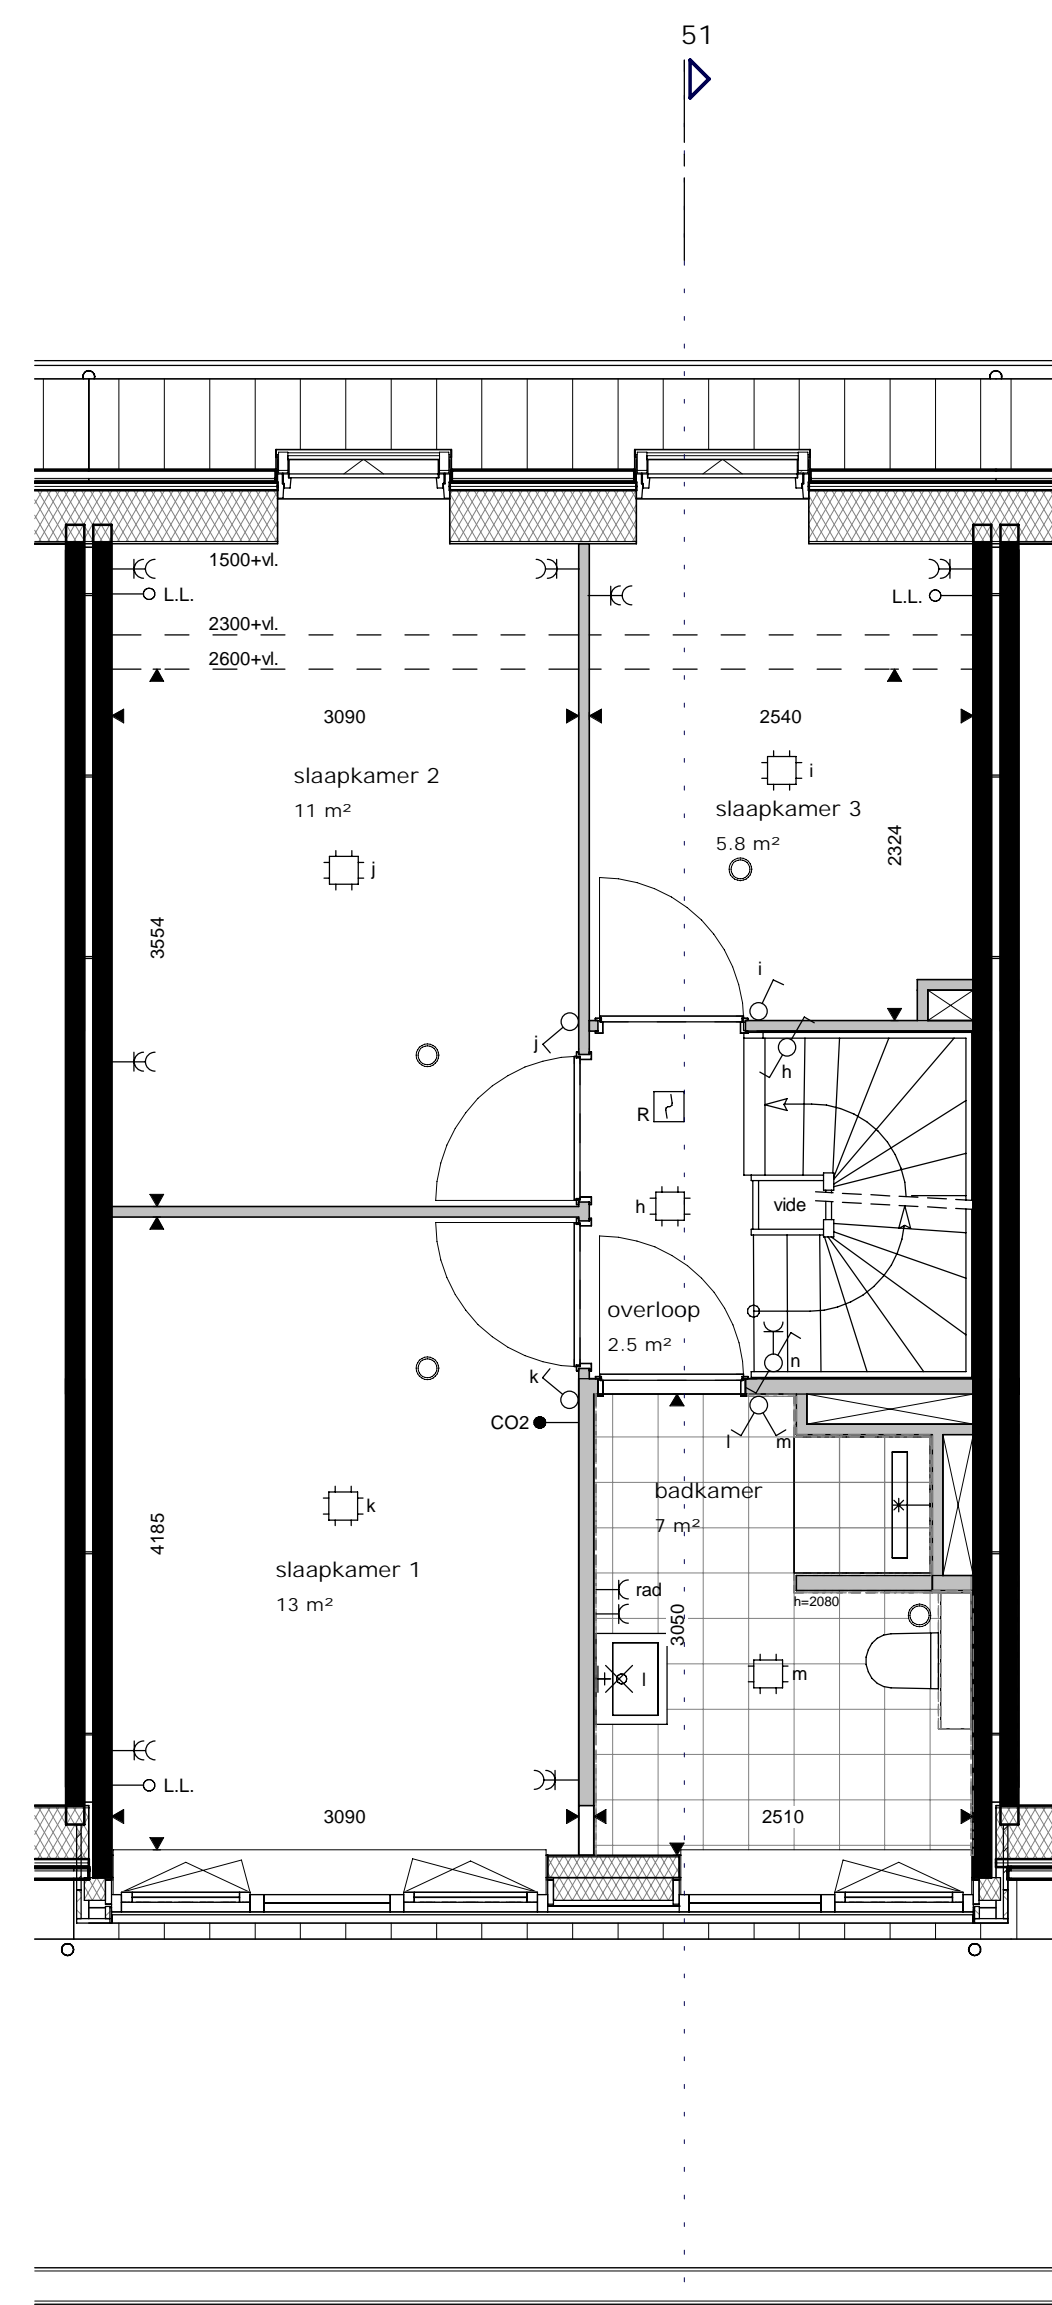 51
1500+vl.
L.L.
L.L.
2300+vl.
2600+vl.
3090
2540
i
slaapkamer 2
11 m²
slaapkamer 3
5.8 m²
j
2324
3554
i
j
h
R
h
vide
overloop
2.5 m²
n
k
CO2
l
m
badkamer
7 m²
k
4185
slaapkamer 1
13 m²
rad
h=2080
3050
m
l
L.L.
3090
2510